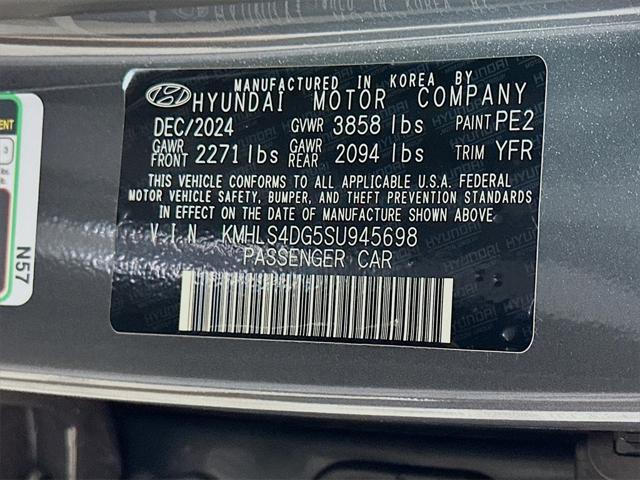 MANUFACTURED IN KOREA BY
HYUNDAI MOTOR COMPANY
DEC/2024 GVWR 3858 lbs PAINT PE2
GAWR FRONT 2271 lbs GAWR REAR 2094 lbs TRIM YFR
THIS VEHICLE CONFORMS TO ALL APPLICABLE U.S.A. FEDERAL
MOTOR VEHICLE SAFETY, BUMPER, AND THEFT PREVENTION STANDARDS
IN EFFECT ON THE DATE OF MANUFACTURE SHOWN ABOVE.
V I N KMHLS4DG5SU945698
PASSENGER CAR
N57
3